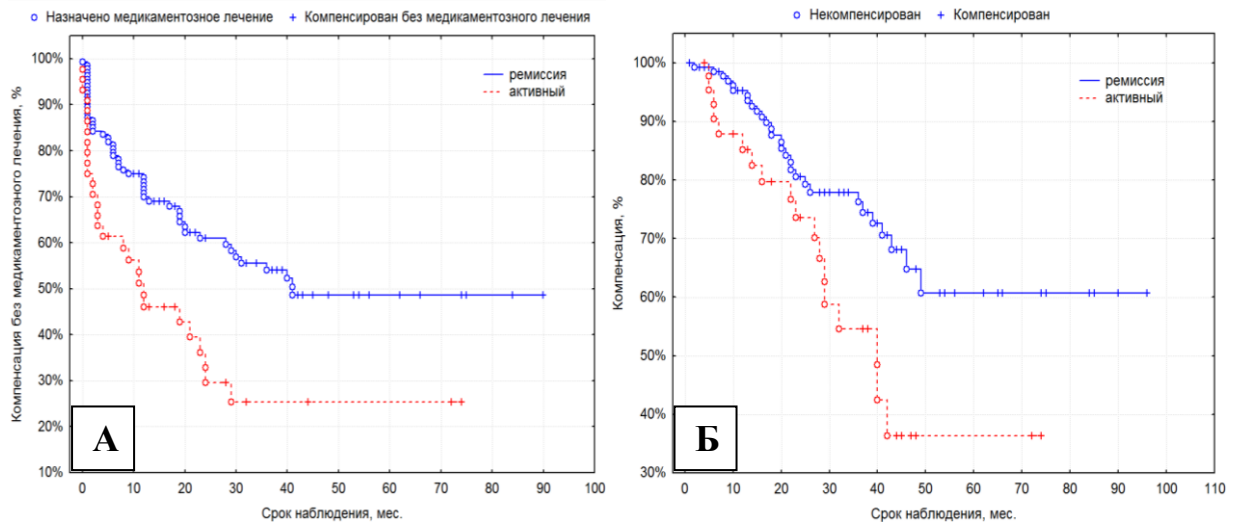 Назначено медикаментозное лечение + Компенсирован без медикаментозного лечения
ремиссия
активный
Компенсация без медикаментозного лечения, %
100%
90%
80%
70%
60%
50%
40%
30%
20%
10%
А
0 10 20 30 40 50 60 70 80 90 100
Срок наблюдения, мес.
Некомпенсирован + Компенсирован
ремиссия
активный
Компенсация, %
100%
90%
80%
70%
60%
50%
40%
30%
Б
0 10 20 30 40 50 60 70 80 90 100 110
Срок наблюдения, мес.